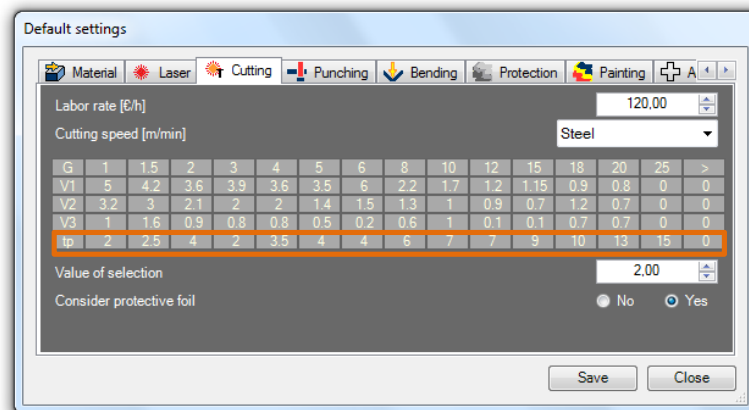 Default settings
Material Laser Cutting Punching Bending Protection Painting A
Labor rate [€/h] 120,00
Cutting speed [m/min] Steel
G 1 1.5 2 3 4 5 6 8 10 12 15 18 20 25 >
V1 5 4.2 3.6 3.9 3.6 3.5 6 2.2 1.7 1.2 1.15 0.9 0.8 0 0
V2 3.2 3 2.1 2 2 1.4 1.5 1.3 1 0.9 0.7 1.2 0.7 0 0
V3 1 1.6 0.9 0.8 0.8 0.5 0.2 0.6 1 0.1 0.1 0.7 0.7 0 0
tp 2 2.5 4 2 3.5 4 4 6 7 7 9 10 13 15 0
Value of selection 2,00
Consider protective foil No Yes
Save Close